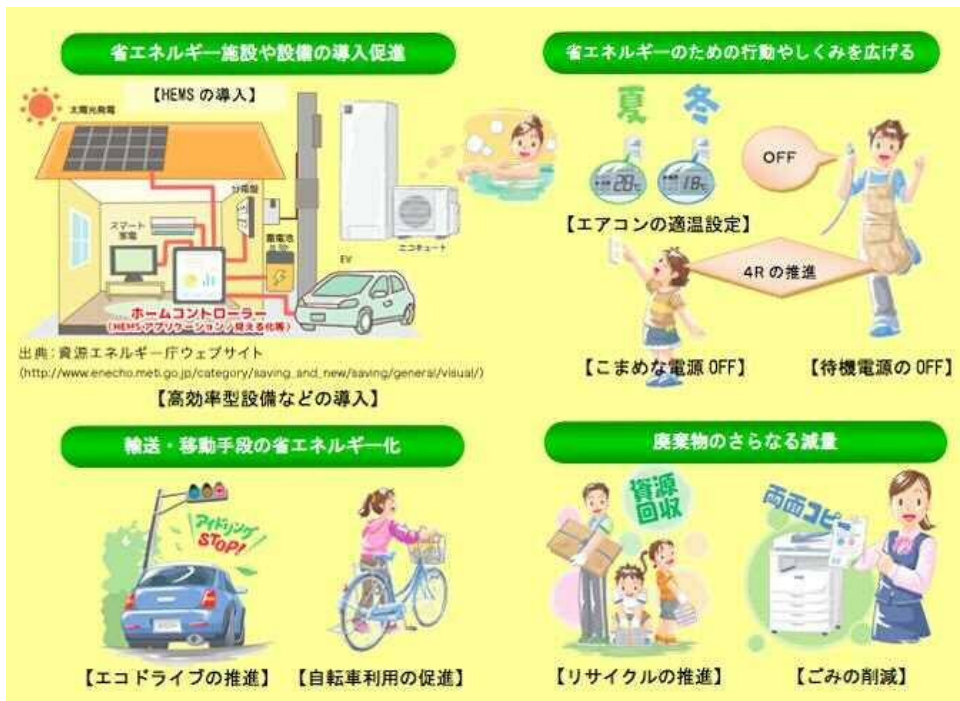 省エネルギー施設や設備の導入促進
【HEMSの導入】
太陽光発電
分電盤
スマート
家電
蓄電池
エコキュート
EV
ホームコントローラー
(HEMSアプリケーション/見える化等)
出典:資源エネルギー庁ウェブサイト
(http://www.enecho.meti.go.jp/category/saving_and_new/saving/general/visual/)
【高効率型設備などの導入】
省エネルギーのための行動やしくみを広げる
夏 冬
28℃ 18℃
OFF
【エアコンの適温設定】
4Rの推進
【こまめな電源OFF】 【待機電源のOFF】
輸送・移動手段の省エネルギー化
アイドリング
STOP!
【エコドライブの推進】 【自転車利用の促進】
廃棄物のさらなる減量
資源
回収
両面コピー
【リサイクルの推進】 【ごみの削減】